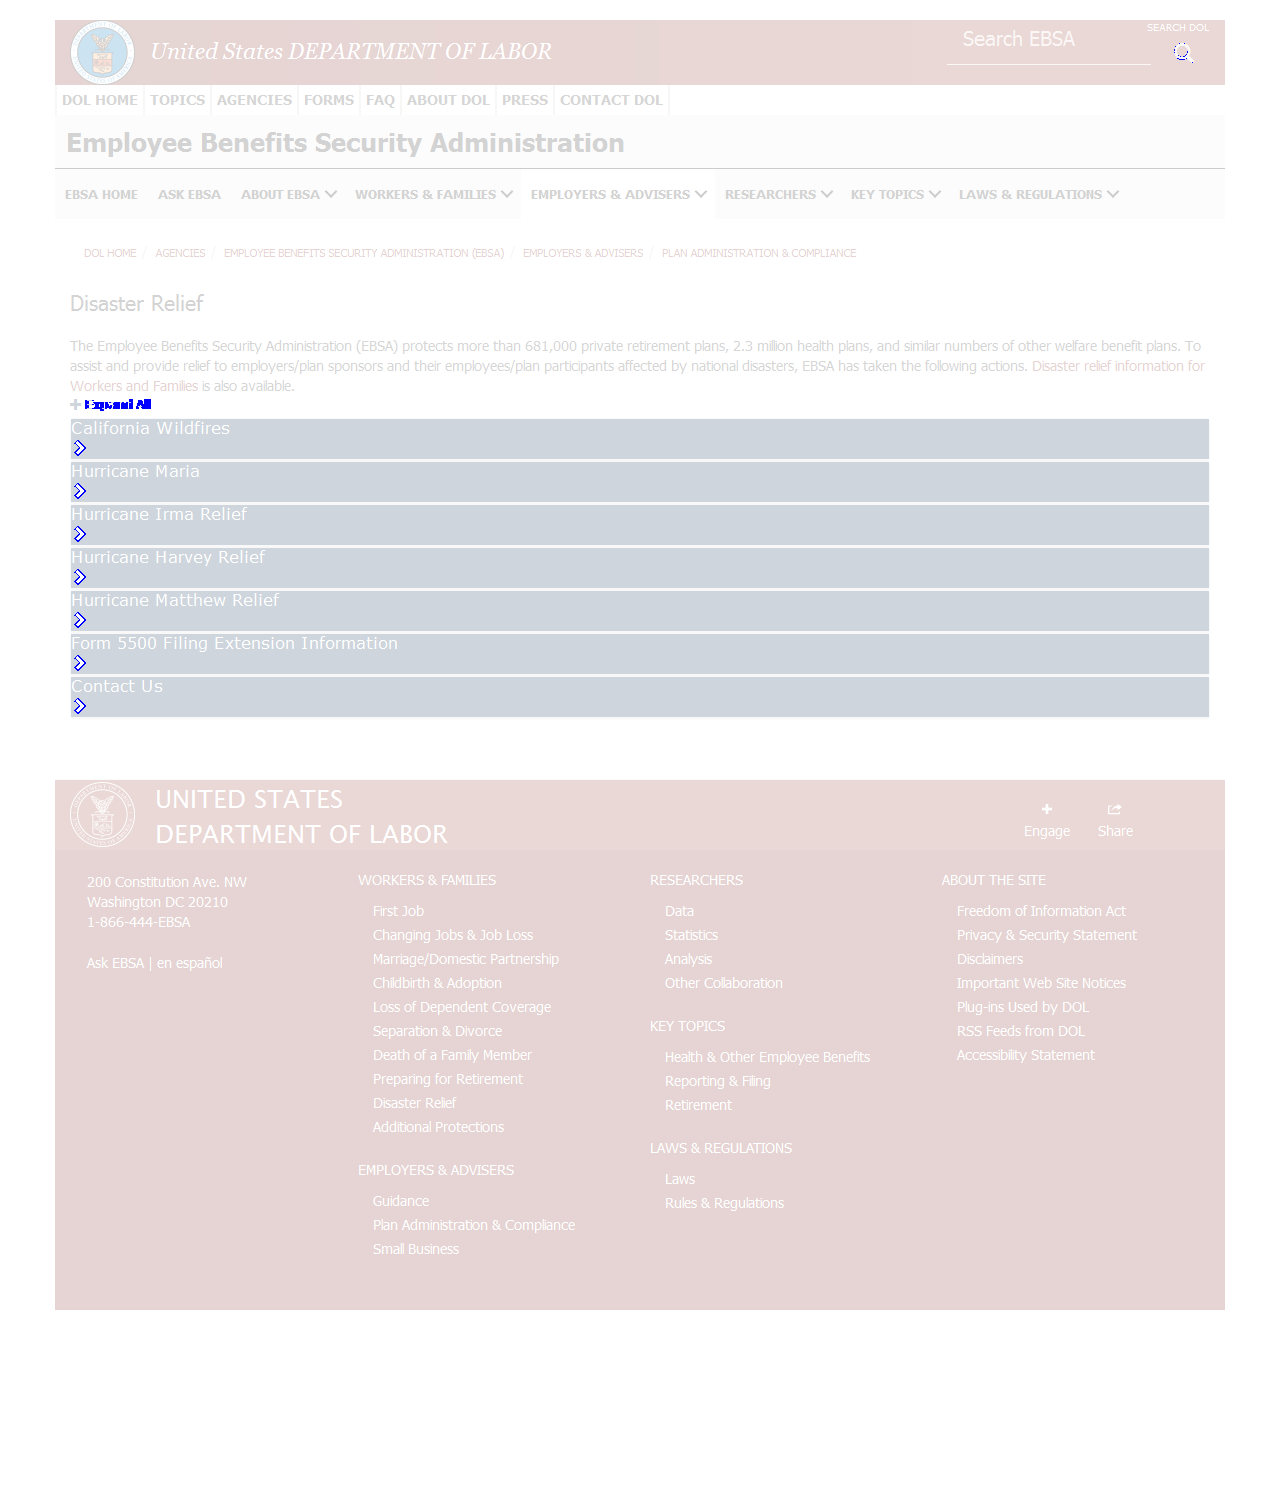 United States DEPARTMENT OF LABOR
Search EBSA
SEARCH DOL
DOL HOME TOPICS AGENCIES FORMS FAQ ABOUT DOL PRESS CONTACT DOL
Employee Benefits Security Administration
EBSA HOME ASK EBSA ABOUT EBSA WORKERS & FAMILIES EMPLOYERS & ADVISERS RESEARCHERS KEY TOPICS LAWS & REGULATIONS
DOL HOME / AGENCIES / EMPLOYEE BENEFITS SECURITY ADMINISTRATION (EBSA) / EMPLOYERS & ADVISERS / PLAN ADMINISTRATION & COMPLIANCE
Disaster Relief
The Employee Benefits Security Administration (EBSA) protects more than 681,000 private retirement plans, 2.3 million health plans, and similar numbers of other welfare benefit plans. To
assist and provide relief to employers/plan sponsors and their employees/plan participants affected by national disasters, EBSA has taken the following actions. Disaster relief information for
Workers and Families is also available.
Expand All
California Wildfires
Hurricane Maria
Hurricane Irma Relief
Hurricane Harvey Relief
Hurricane Matthew Relief
Form 5500 Filing Extension Information
Contact Us
UNITED STATES
DEPARTMENT OF LABOR
Engage
Share
200 Constitution Ave. NW
Washington DC 20210
1-866-444-EBSA
Ask EBSA | en español
WORKERS & FAMILIES
First Job
Changing Jobs & Job Loss
Marriage/Domestic Partnership
Childbirth & Adoption
Loss of Dependent Coverage
Separation & Divorce
Death of a Family Member
Preparing for Retirement
Disaster Relief
Additional Protections
EMPLOYERS & ADVISERS
Guidance
Plan Administration & Compliance
Small Business
RESEARCHERS
Data
Statistics
Analysis
Other Collaboration
KEY TOPICS
Health & Other Employee Benefits
Reporting & Filing
Retirement
LAWS & REGULATIONS
Laws
Rules & Regulations
ABOUT THE SITE
Freedom of Information Act
Privacy & Security Statement
Disclaimers
Important Web Site Notices
Plug-ins Used by DOL
RSS Feeds from DOL
Accessibility Statement